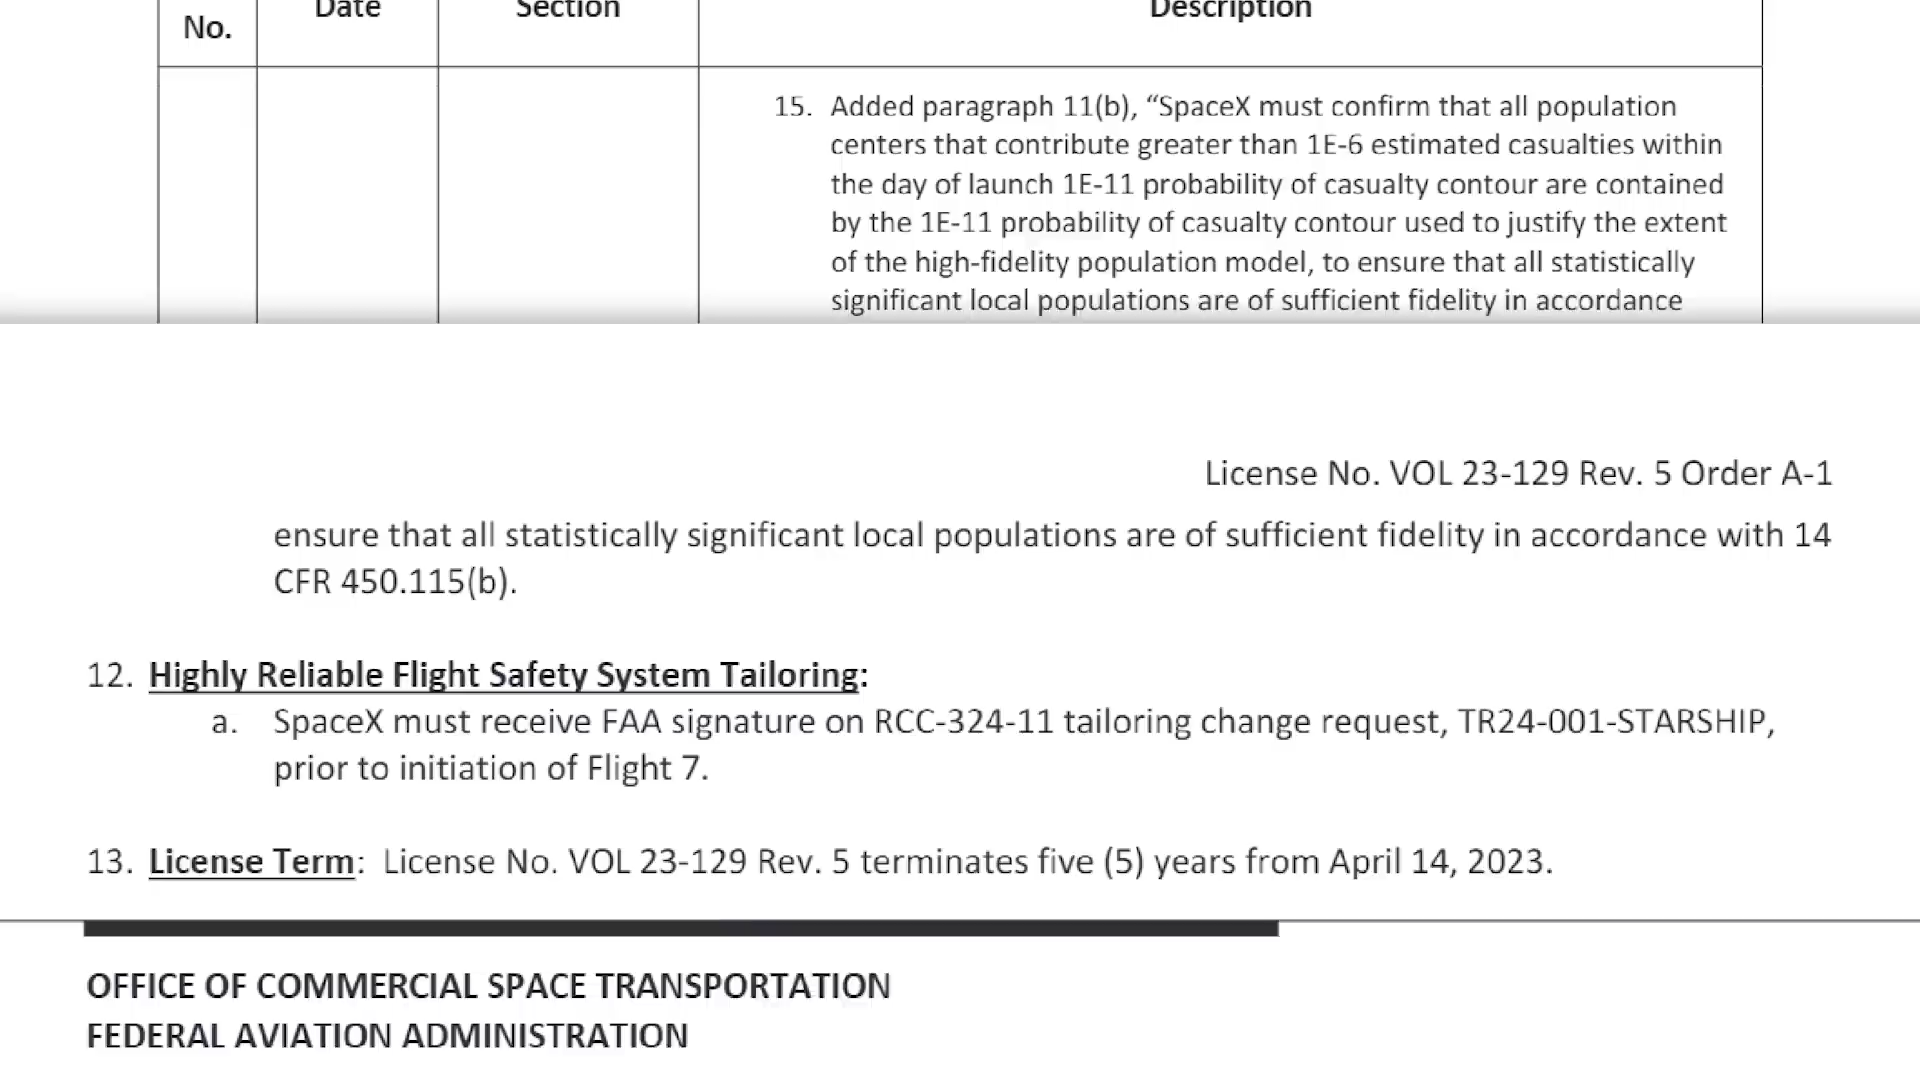 No.
Date
Section
Description
15. Added paragraph 11(b), “SpaceX must confirm that all population
centers that contribute greater than 1E-6 estimated casualties within
the day of launch 1E-11 probability of casualty contour are contained
by the 1E-11 probability of casualty contour used to justify the extent
of the high-fidelity population model, to ensure that all statistically
significant local populations are of sufficient fidelity in accordance
License No. VOL 23-129 Rev. 5 Order A-1
ensure that all statistically significant local populations are of sufficient fidelity in accordance with 14
CFR 450.115(b).
12. Highly Reliable Flight Safety System Tailoring:
a. SpaceX must receive FAA signature on RCC-324-11 tailoring change request, TR24-001-STARSHIP,
prior to initiation of Flight 7.
13. License Term: License No. VOL 23-129 Rev. 5 terminates five (5) years from April 14, 2023.
OFFICE OF COMMERCIAL SPACE TRANSPORTATION
FEDERAL AVIATION ADMINISTRATION